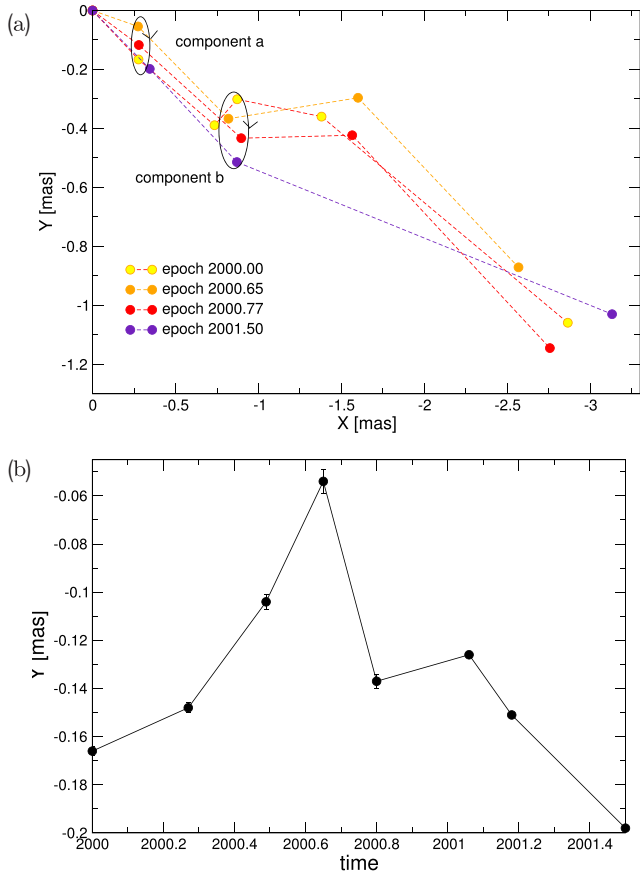 (a)
0
-0.2
-0.4
-0.6
-0.8
-1
-1.2
Y [mas]
component a
component b
epoch 2000.00
epoch 2000.65
epoch 2000.77
epoch 2001.50
0 -0.5 -1 -1.5 -2 -2.5 -3
X [mas]
(b)
-0.06
-0.08
-0.1
-0.12
-0.14
-0.16
-0.18
-0.2
Y [mas]
2000 2000.2 2000.4 2000.6 2000.8 2001 2001.2 2001.4
time